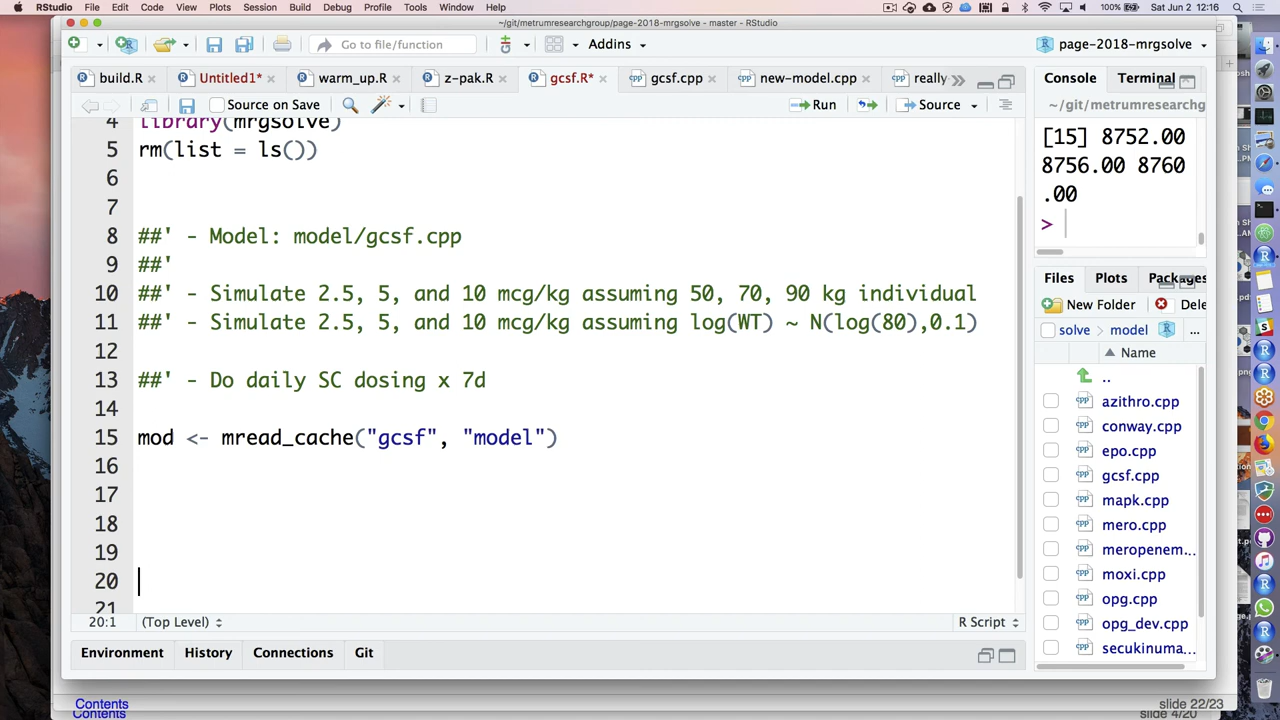 RStudio File Edit Code View Plots Session Build Debug Profile Tools Window Help 100% Sat Jun 2 12:16
~/git/metrumresearchgroup/page-2018-mrgsolve - master - RStudio
Go to file/function Addins page-2018-mrgsolve
build.R Untitled1* warm_up.R z-pak.R gcsf.R* gcsf.cpp new-model.cpp really
Source on Save Run Source
4 library(mrgsolve)
5 rm(list = ls())
6
7
8 ##' - Model: model/gcsf.cpp
9 ##'
10 ##' - Simulate 2.5, 5, and 10 mcg/kg assuming 50, 70, 90 kg individual
11 ##' - Simulate 2.5, 5, and 10 mcg/kg assuming log(WT) ~ N(log(80),0.1)
12
13 ##' - Do daily SC dosing x 7d
14
15 mod <- mread_cache("gcsf", "model")
16
17
18
19
20
21
20:1 (Top Level) R Script
Environment History Connections Git
Console Terminal
~/git/metrumresearchg
[15] 8752.00
8756.00 8760
.00
>
Files Plots Packages
New Folder Dele
solve model ...
Name
..
azithro.cpp
conway.cpp
epo.cpp
gcsf.cpp
mapk.cpp
mero.cpp
meropenem...
moxi.cpp
opg.cpp
opg_dev.cpp
secukinuma...
Contents slide 22/23
Contents slide 4/20